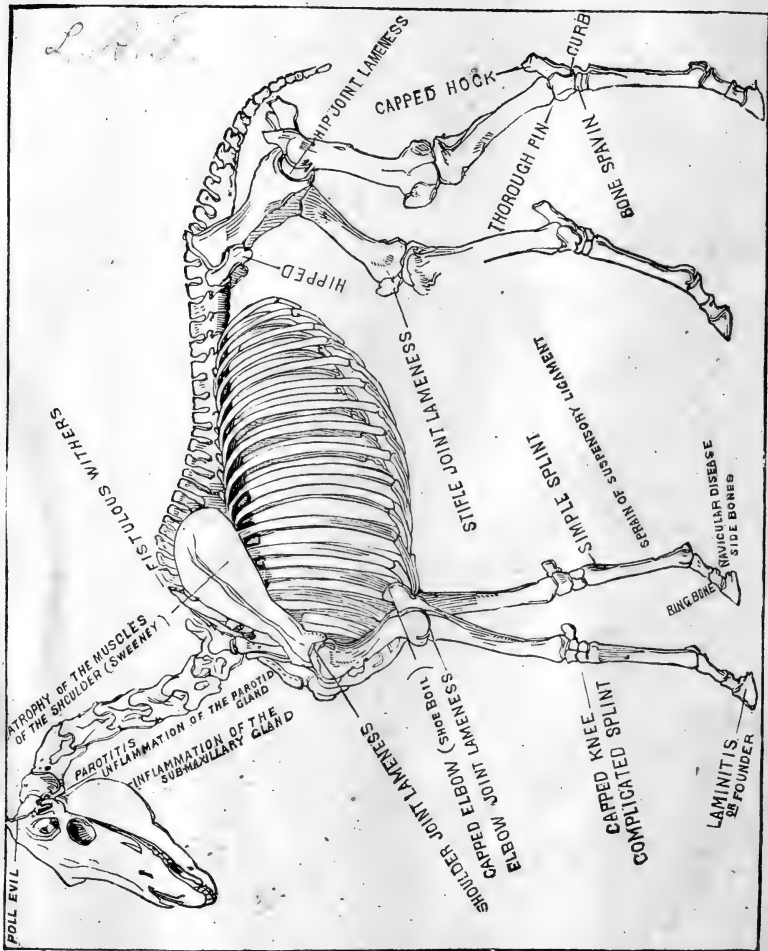 POLL EVIL
ATROPHY OF THE MUSCLES
OF THE SHOULDER (SWEENEY)
PAROTITIS
INFLAMMATION OF THE PAROTID
GLAND
INFLAMMATION OF THE
SUB-MAXILLARY GLAND
FISTULOUS WITHERS
HIPPED
HIP JOINT LAMENESS
CAPPED HOCK
CURB
THOROUGH PIN
BONE SPAVIN
STIFLE JOINT LAMENESS
SHOULDER JOINT LAMENESS
CAPPED ELBOW (SHOE BOIL)
ELBOW JOINT LAMENESS
SIMPLE SPLINT
SPRAIN OF SUSPENSORY LIGAMENT
CAPPED KNEE
COMPLICATED SPLINT
RING BONE
NAVICULAR DISEASE
SIDE BONES
LAMINITIS
OR FOUNDER